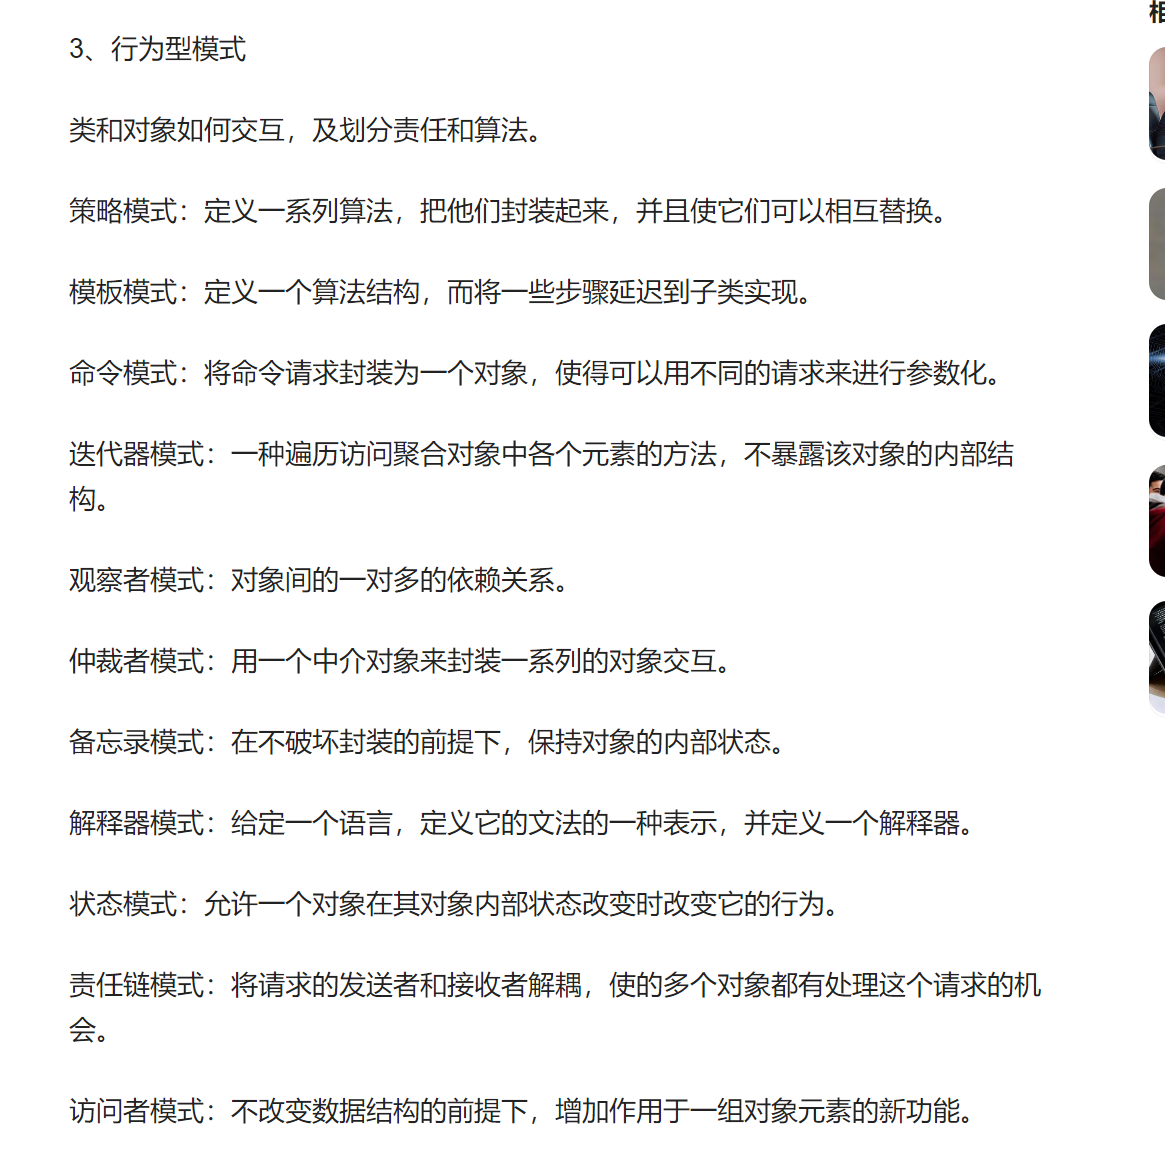 3、行为型模式
类和对象如何交互，及划分责任和算法。
策略模式：定义一系列算法，把他们封装起来，并且使它们可以相互替换。
模板模式：定义一个算法结构，而将一些步骤延迟到子类实现。
命令模式：将命令请求封装为一个对象，使得可以用不同的请求来进行参数化。
迭代器模式：一种遍历访问聚合对象中各个元素的方法，不暴露该对象的内部结
构。
观察者模式：对象间的一对多的依赖关系。
仲裁者模式：用一个中介对象来封装一系列的对象交互。
备忘录模式：在不破坏封装的前提下，保持对象的内部状态。
解释器模式：给定一个语言，定义它的文法的一种表示，并定义一个解释器。
状态模式：允许一个对象在其对象内部状态改变时改变它的行为。
责任链模式：将请求的发送者和接收者解耦，使的多个对象都有处理这个请求的机
会。
访问者模式：不改变数据结构的前提下，增加作用于一组对象元素的新功能。